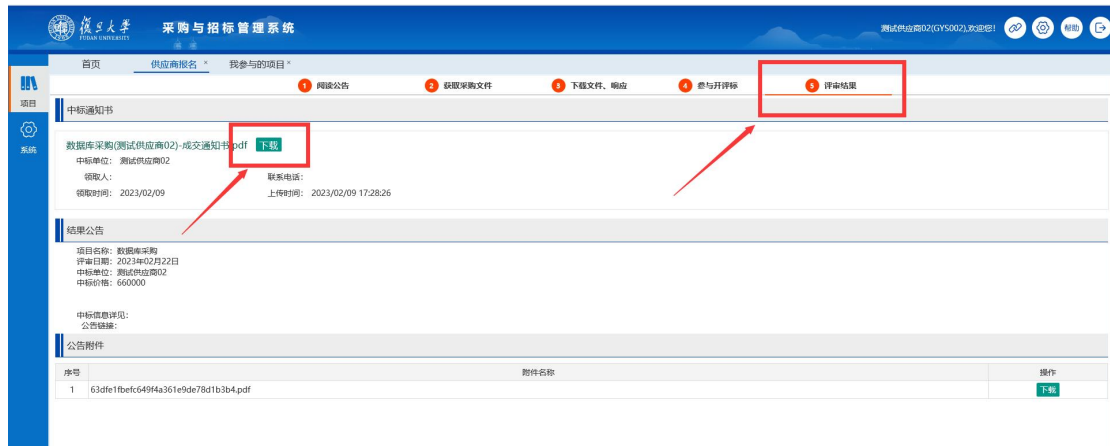 復旦大学 采购与招标管理系统 测试供应商02(GYS002),欢迎您! 帮助
FUDAN UNIVERSITY
首页 供应商报名 × 我参与的项目 ×
项目
系统
1 阅读公告 2 获取采购文件 3 下载文件、响应 4 参与开评标 5 评审结果
中标通知书
数据库采购(测试供应商02)-成交通知书.pdf 下载
中标单位: 测试供应商02
领取人: 联系电话:
领取时间: 2023/02/09 上传时间: 2023/02/09 17:28:26
结果公告
项目名称: 数据库采购
评审日期: 2023年02月22日
中标单位: 测试供应商02
中标价格: 660000
中标信息详见:
公告链接:
公告附件
序号 附件名称 操作
1 63dfe1fbefc649f4a361e9de78d1b3b4.pdf 下载